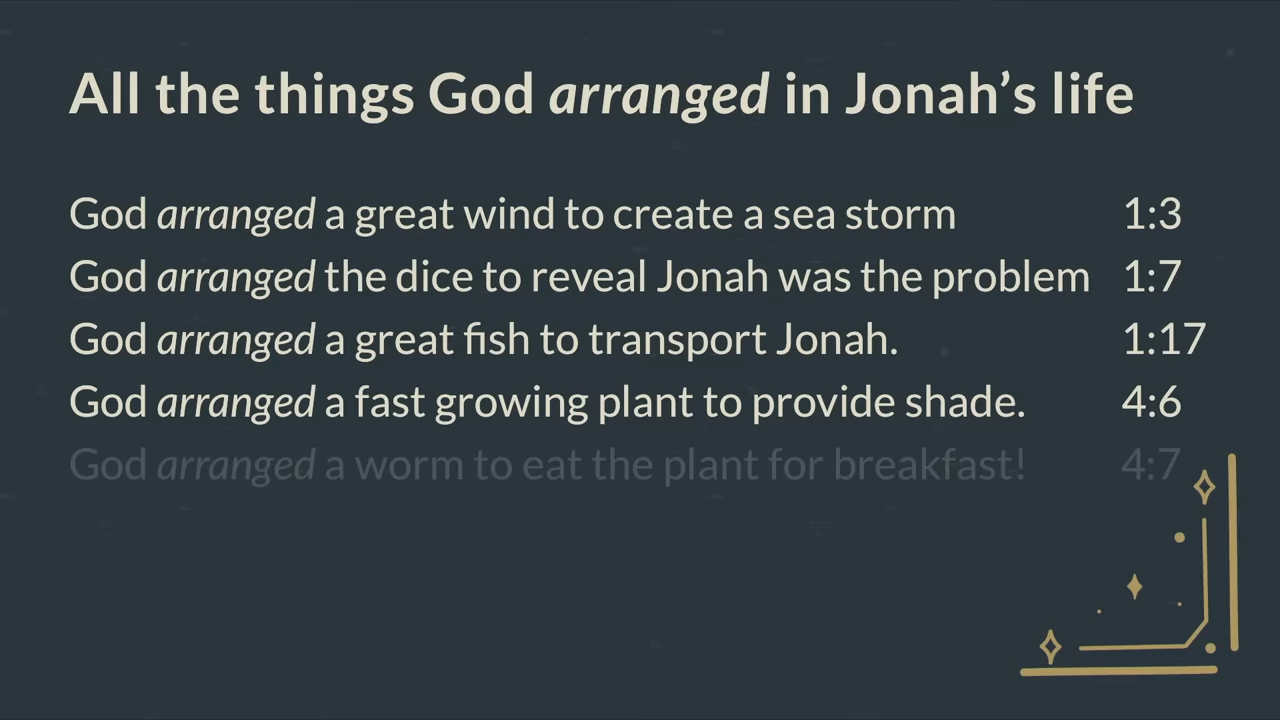 All the things God arranged in Jonah’s life
God arranged a great wind to create a sea storm 1:3
God arranged the dice to reveal Jonah was the problem 1:7
God arranged a great fish to transport Jonah. 1:17
God arranged a fast growing plant to provide shade. 4:6
God arranged a worm to eat the plant for breakfast! 4:7